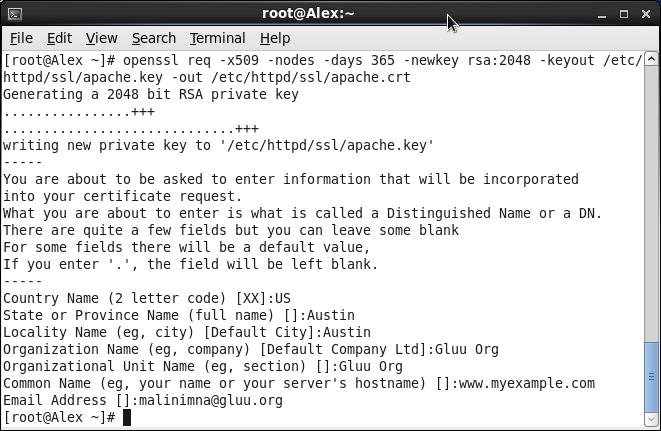 root@Alex:~
File Edit View Search Terminal Help
[root@Alex ~]# openssl req -x509 -nodes -days 365 -newkey rsa:2048 -keyout /etc/
httpd/ssl/apache.key -out /etc/httpd/ssl/apache.crt
Generating a 2048 bit RSA private key
................+++
............................+++
writing new private key to '/etc/httpd/ssl/apache.key'
-----
You are about to be asked to enter information that will be incorporated
into your certificate request.
What you are about to enter is what is called a Distinguished Name or a DN.
There are quite a few fields but you can leave some blank
For some fields there will be a default value,
If you enter '.', the field will be left blank.
-----
Country Name (2 letter code) [XX]:US
State or Province Name (full name) []:Austin
Locality Name (eg, city) [Default City]:Austin
Organization Name (eg, company) [Default Company Ltd]:Gluu Org
Organizational Unit Name (eg, section) []:Gluu Org
Common Name (eg, your name or your server's hostname) []:www.myexample.com
Email Address []:malinimna@gluu.org
[root@Alex ~]#